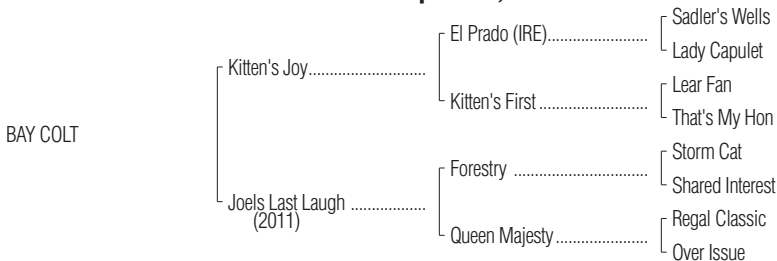 Sadler's Wells
El Prado (IRE)
Lady Capulet
Kitten's Joy
Lear Fan
Kitten's First
That's My Hon
BAY COLT
Storm Cat
Forestry
Shared Interest
Joels Last Laugh
(2011)
Regal Classic
Queen Majesty
Over Issue